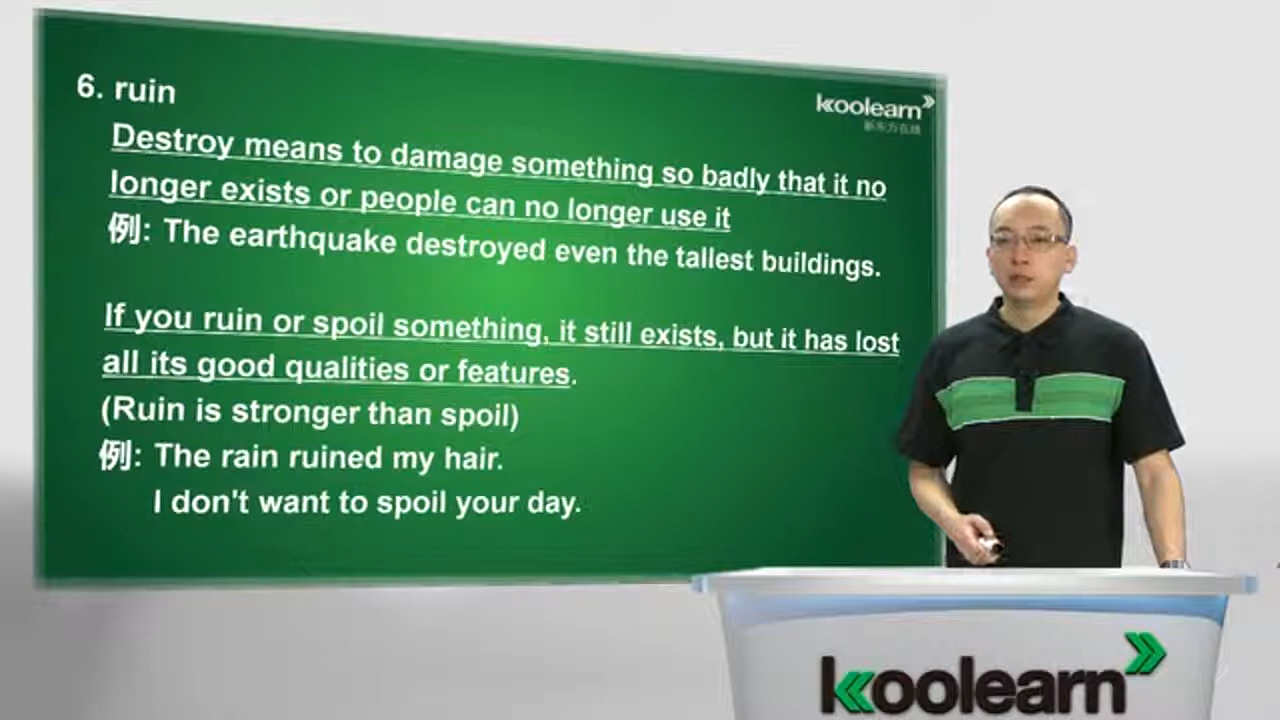 6. ruin
koolearn
新东方在线
Destroy means to damage something so badly that it no
longer exists or people can no longer use it
例: The earthquake destroyed even the tallest buildings.
If you ruin or spoil something, it still exists, but it has lost
all its good qualities or features.
(Ruin is stronger than spoil)
例: The rain ruined my hair.
I don't want to spoil your day.
koolearn